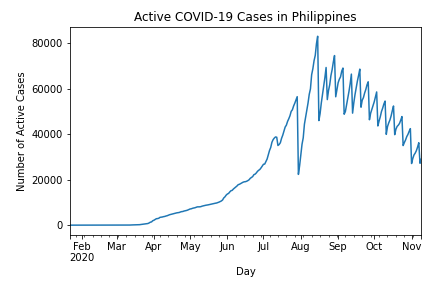 Active COVID-19 Cases in Philippines
Number of Active Cases
80000
60000
40000
20000
0
Feb Mar Apr May Jun Jul Aug Sep Oct Nov
2020
Day